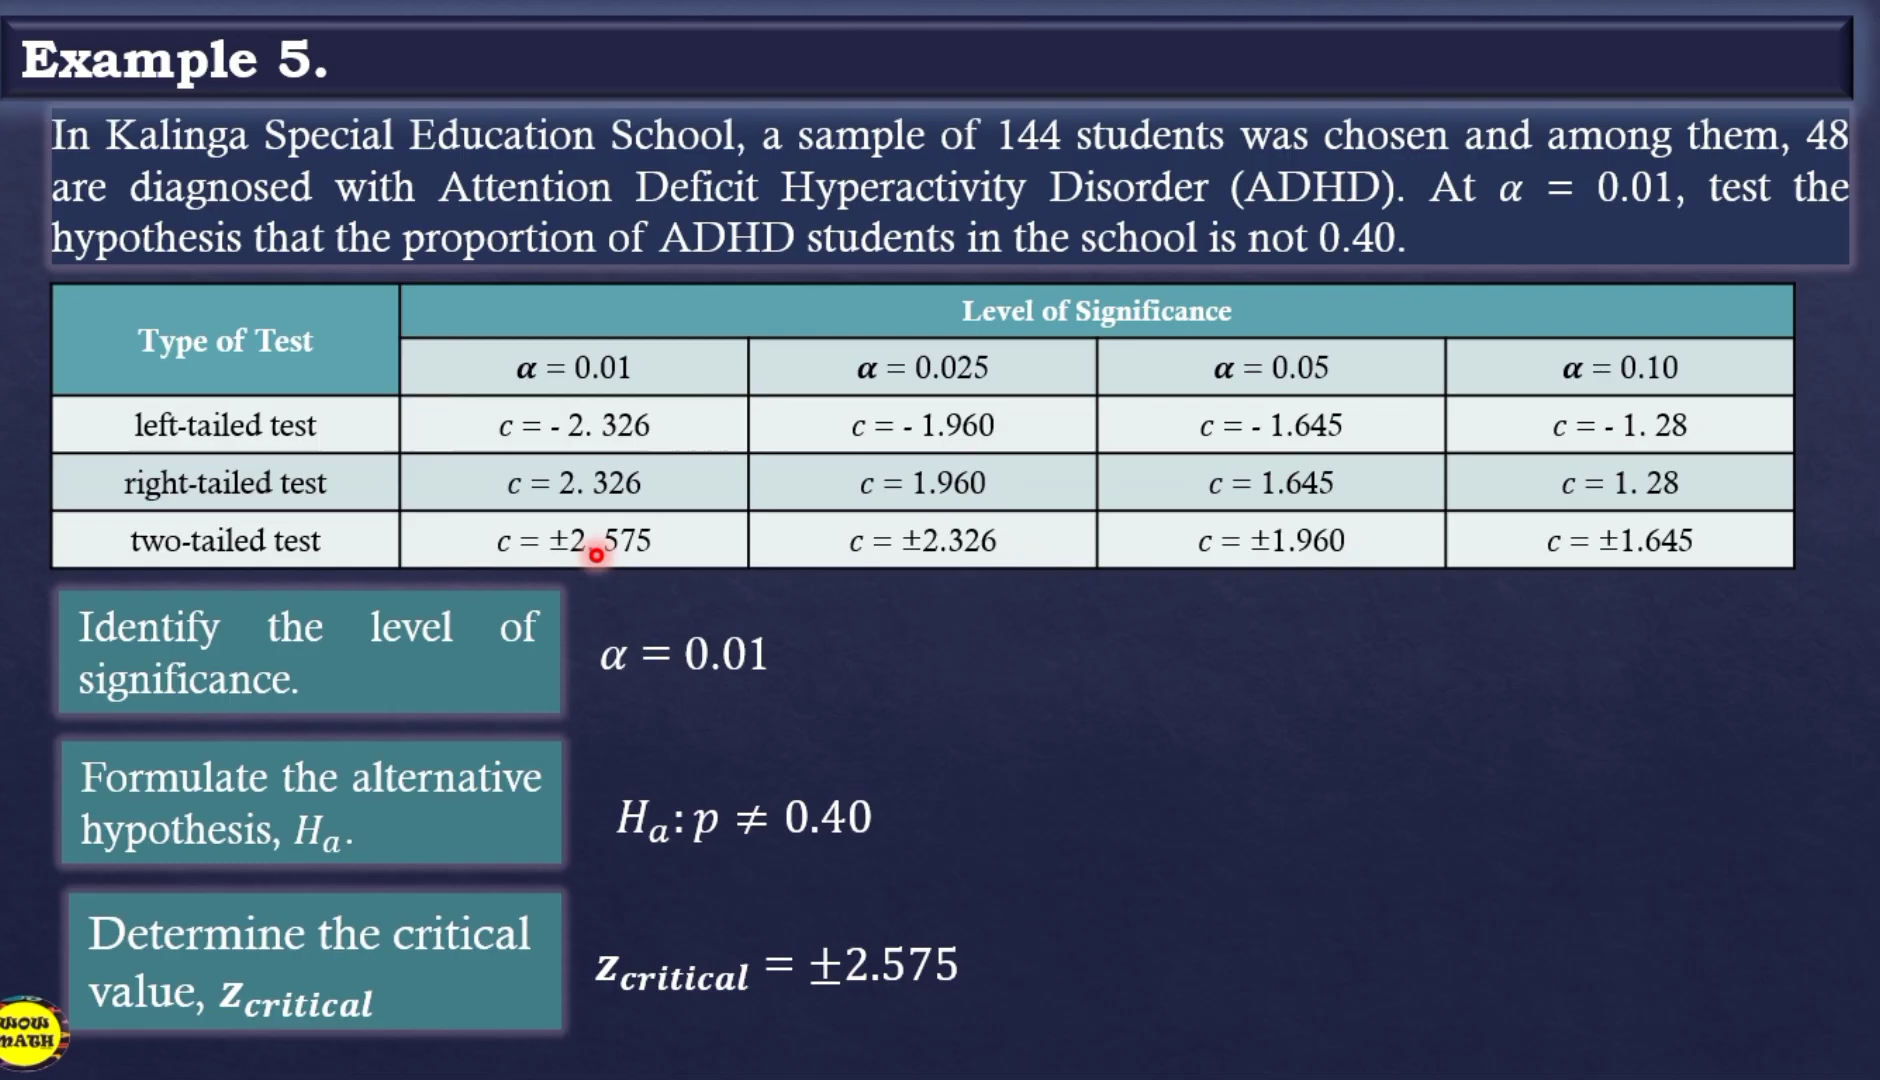 Example 5.
In Kalinga Special Education School, a sample of 144 students was chosen and among them, 48
are diagnosed with Attention Deficit Hyperactivity Disorder (ADHD). At α = 0.01, test the
hypothesis that the proportion of ADHD students in the school is not 0.40.
Type of Test
Level of Significance
α = 0.01 α = 0.025 α = 0.05 α = 0.10
left-tailed test c = - 2. 326 c = - 1.960 c = - 1.645 c = - 1. 28
right-tailed test c = 2. 326 c = 1.960 c = 1.645 c = 1. 28
two-tailed test c = ±2. 575 c = ±2.326 c = ±1.960 c = ±1.645
Identify the level of
significance.
α = 0.01
Formulate the alternative
hypothesis, Hₐ.
Hₐ: p ≠ 0.40
Determine the critical
value, z_critical
z_critical = ±2.575
WOW
MATH